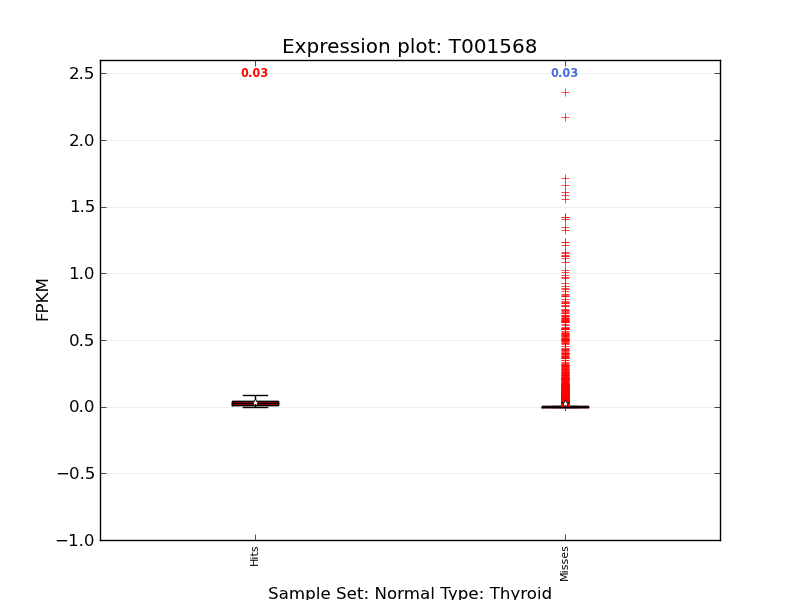 Expression plot: T001568
0.03
0.03
2.5
2.0
1.5
1.0
0.5
0.0
−0.5
−1.0
FPKM
Hits
Misses
Sample Set: Normal Type: Thyroid